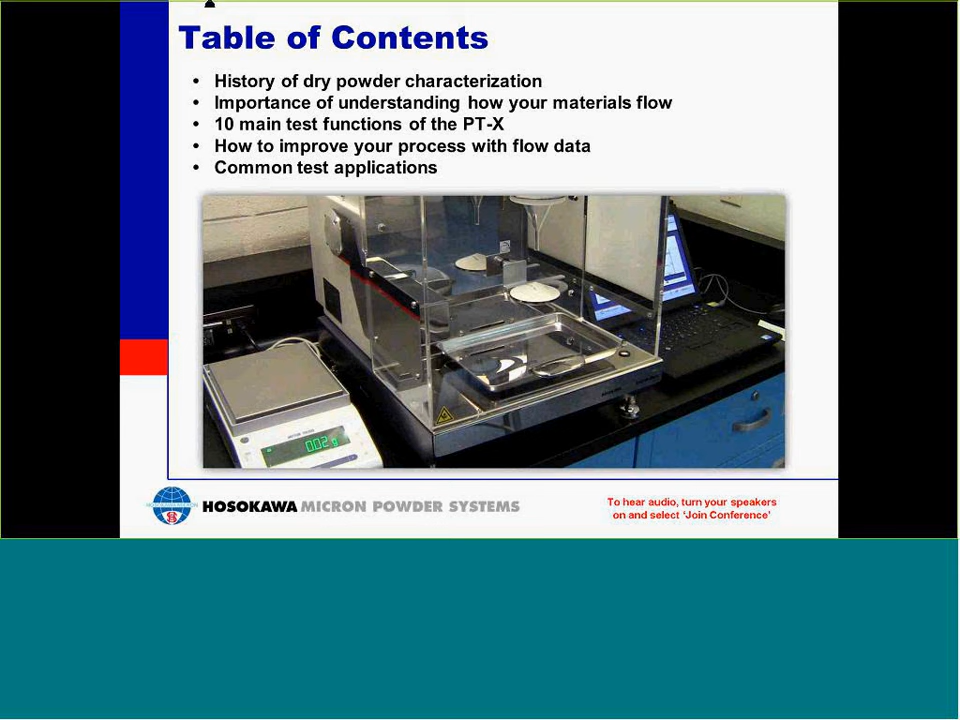 Table of Contents
• History of dry powder characterization
• Importance of understanding how your materials flow
• 10 main test functions of the PT-X
• How to improve your process with flow data
• Common test applications
002 g
HOSOKAWA MICRON POWDER SYSTEMS
To hear audio, turn your speakers
on and select ‘Join Conference’